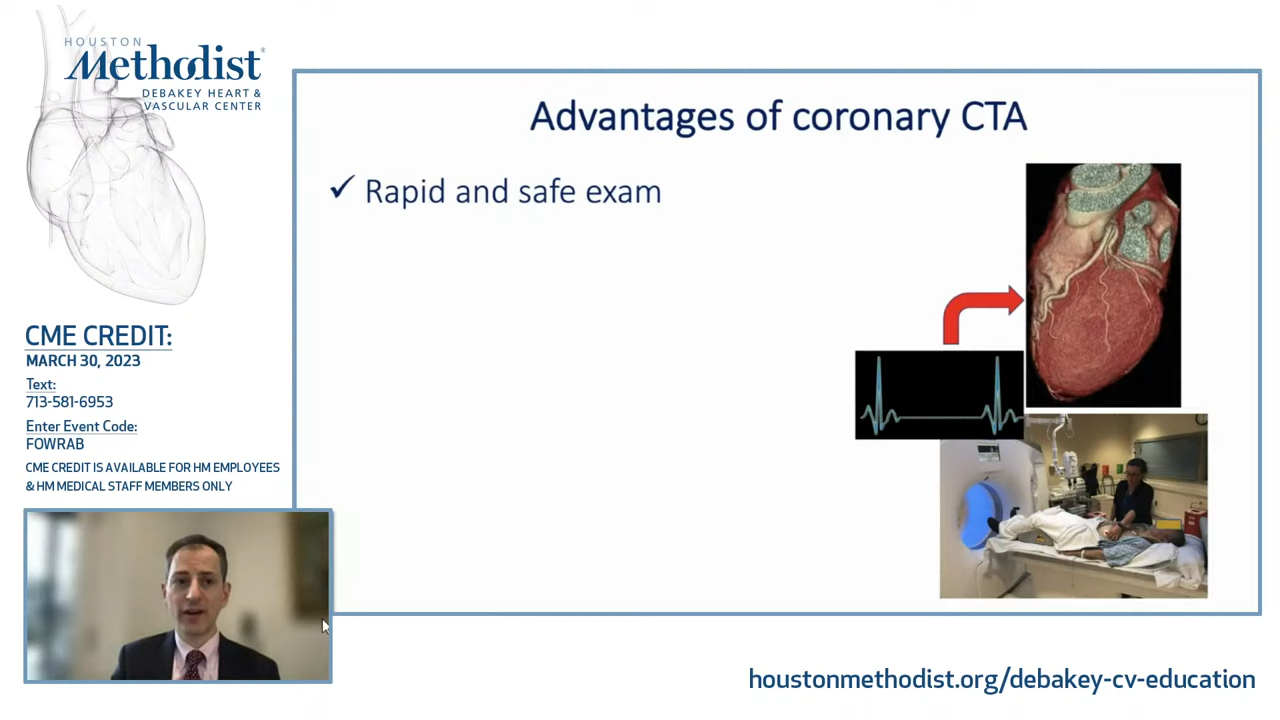 HOUSTON
Methodist®
DEBAKEY HEART &
VASCULAR CENTER
Advantages of coronary CTA
✓ Rapid and safe exam
CME CREDIT:
MARCH 30, 2023
Text:
713-581-6953
Enter Event Code:
FOWRAB
CME CREDIT IS AVAILABLE FOR HM EMPLOYEES
& HM MEDICAL STAFF MEMBERS ONLY
houstonmethodist.org/debakey-cv-education